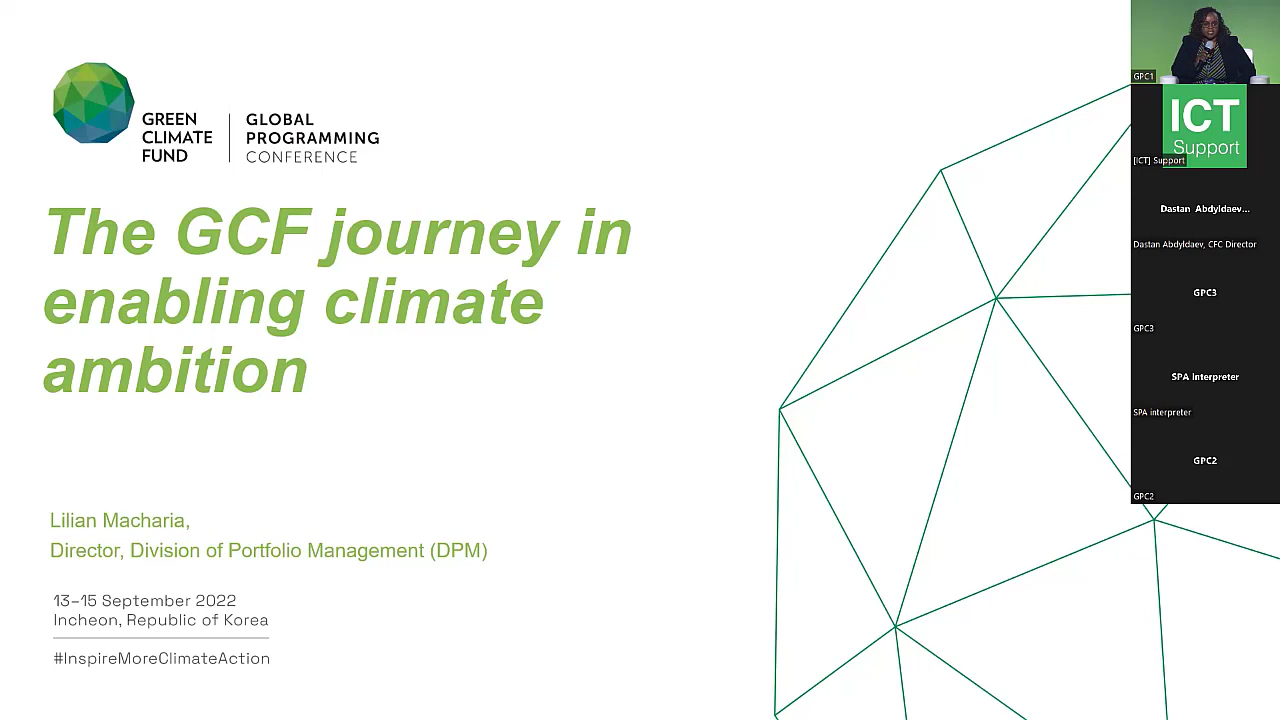 GREEN
CLIMATE
FUND
GLOBAL
PROGRAMMING
CONFERENCE
The GCF journey in
enabling climate
ambition
Lilian Macharia,
Director, Division of Portfolio Management (DPM)
13–15 September 2022
Incheon, Republic of Korea
#InspireMoreClimateAction
GPC1
ICT
Support
[ICT] Support
Dastan Abdyldaev...
Dastan Abdyldaev, CFC Director
GPC3
GPC3
SPA Interpreter
SPA interpreter
GPC2
GPC2